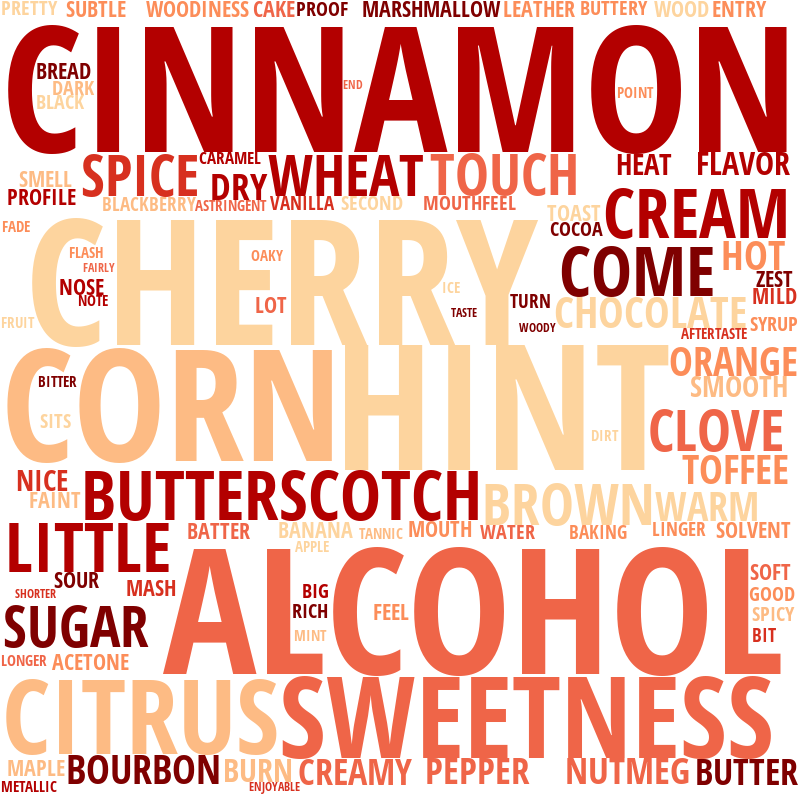 PRETTY SUBTLE WOODINESS CAKE PROOF MARSHMALLOW LEATHER BUTTERY WOOD ENTRY
CINNAMON
BREAD
DARK
BLACK
END
POINT
SMELL SPICE CARAMEL WHEAT TOUCH HEAT FLAVOR
PROFILE DRY
BLACKBERRY ASTRINGENT VANILLA SECOND MOUTHFEEL TOAST CREAM
COCOA
FADE CHERRY COME HOT
FLASH OAKY
FAIRLY
NOSE ICE ZEST
NOTE LOT TASTE TURN CHOCOLATE MILD
FRUIT WOODY AFTERTASTE SYRUP
CORN HINT ORANGE
BITTER SMOOTH
SITS DIRT CLOVE
NICE BUTTERSCOTCH TOFFEE
FAINT BROWN WARM
LITTLE BATTER BANANA TANNIC MOUTH WATER BAKING LINGER SOLVENT
APPLE
SOUR ALCOHOL SOFT
SHORTER MASH BIG GOOD
SUGAR RICH FEEL SPICY
MINT BIT
LONGER ACETONE
CITRUS SWEETNESS
MAPLE BOURBON BURN CREAMY PEPPER NUTMEG BUTTER
METALLIC ENJOYABLE